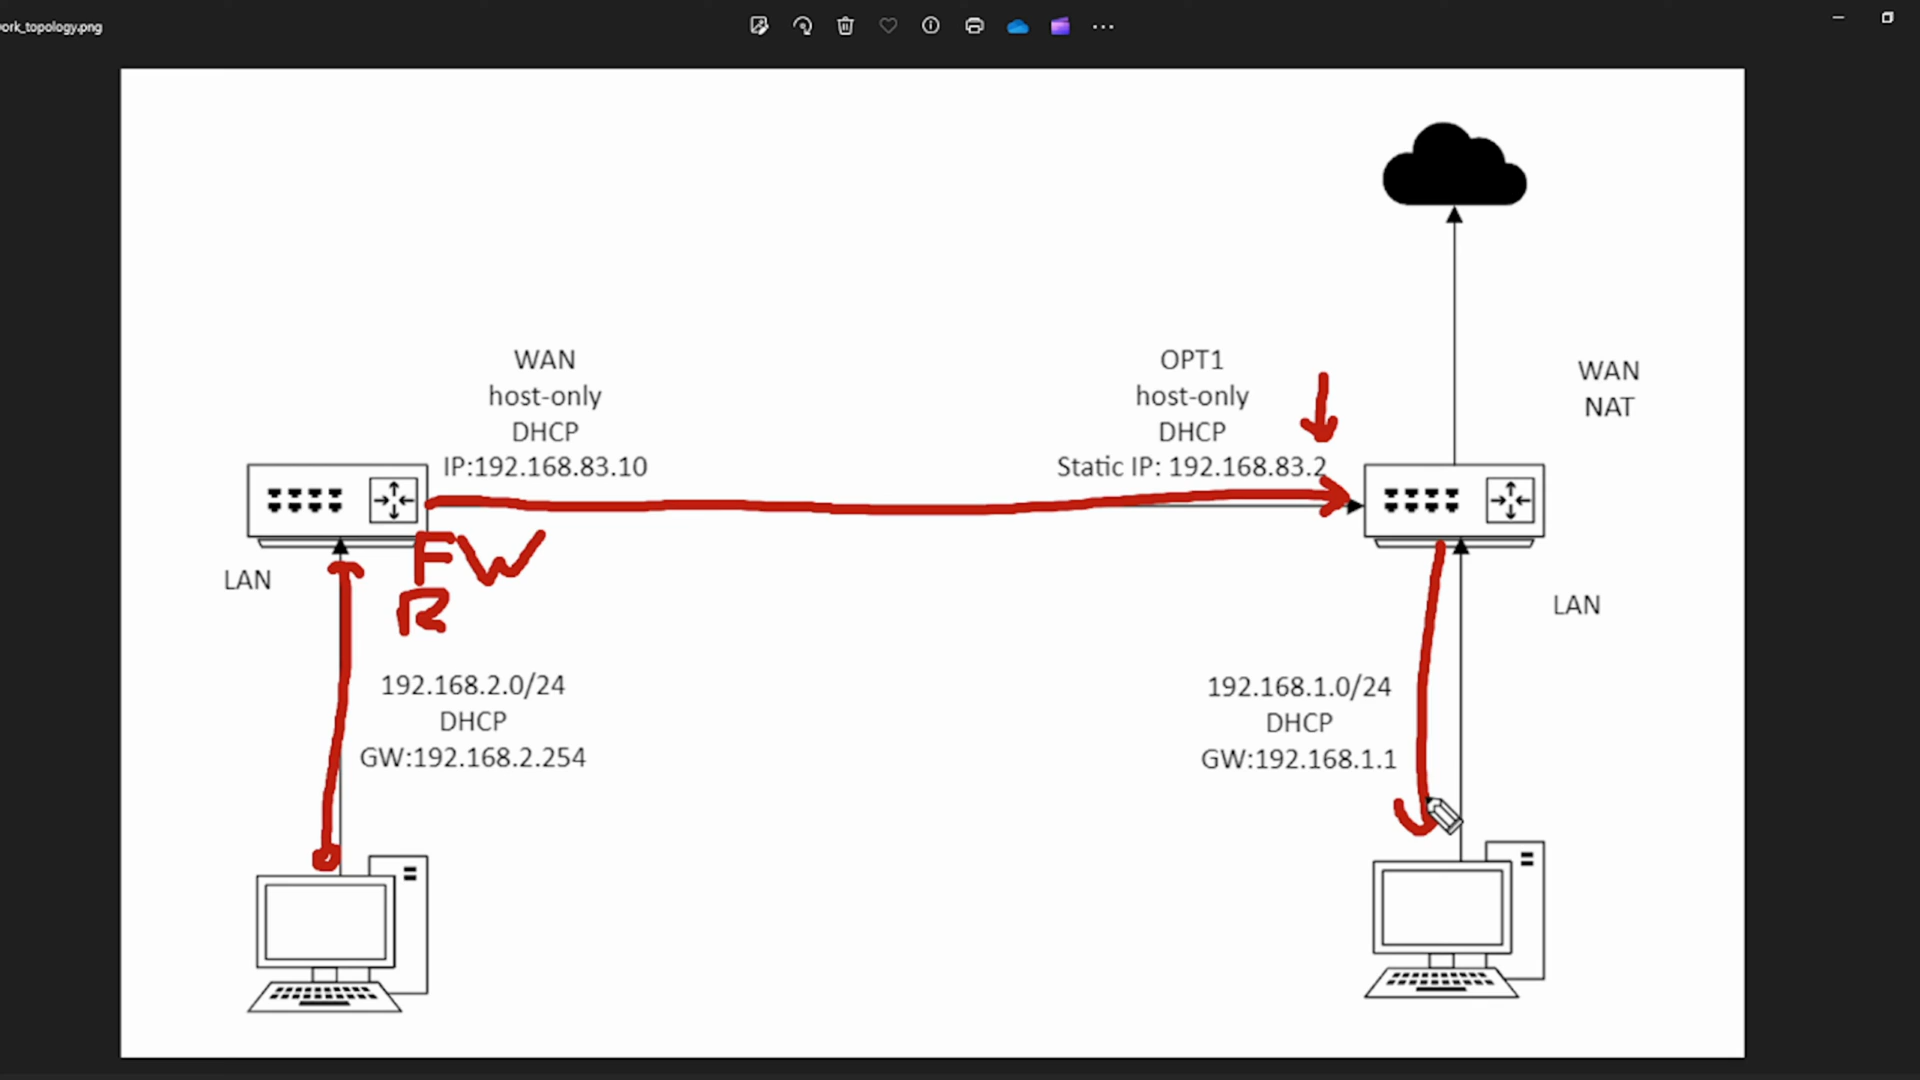 ork_topology.png
WAN
host-only
DHCP
IP:192.168.83.10
OPT1
host-only
DHCP
Static IP: 192.168.83.2
WAN
NAT
LAN
FW
R
LAN
192.168.2.0/24
DHCP
GW:192.168.2.254
192.168.1.0/24
DHCP
GW:192.168.1.1